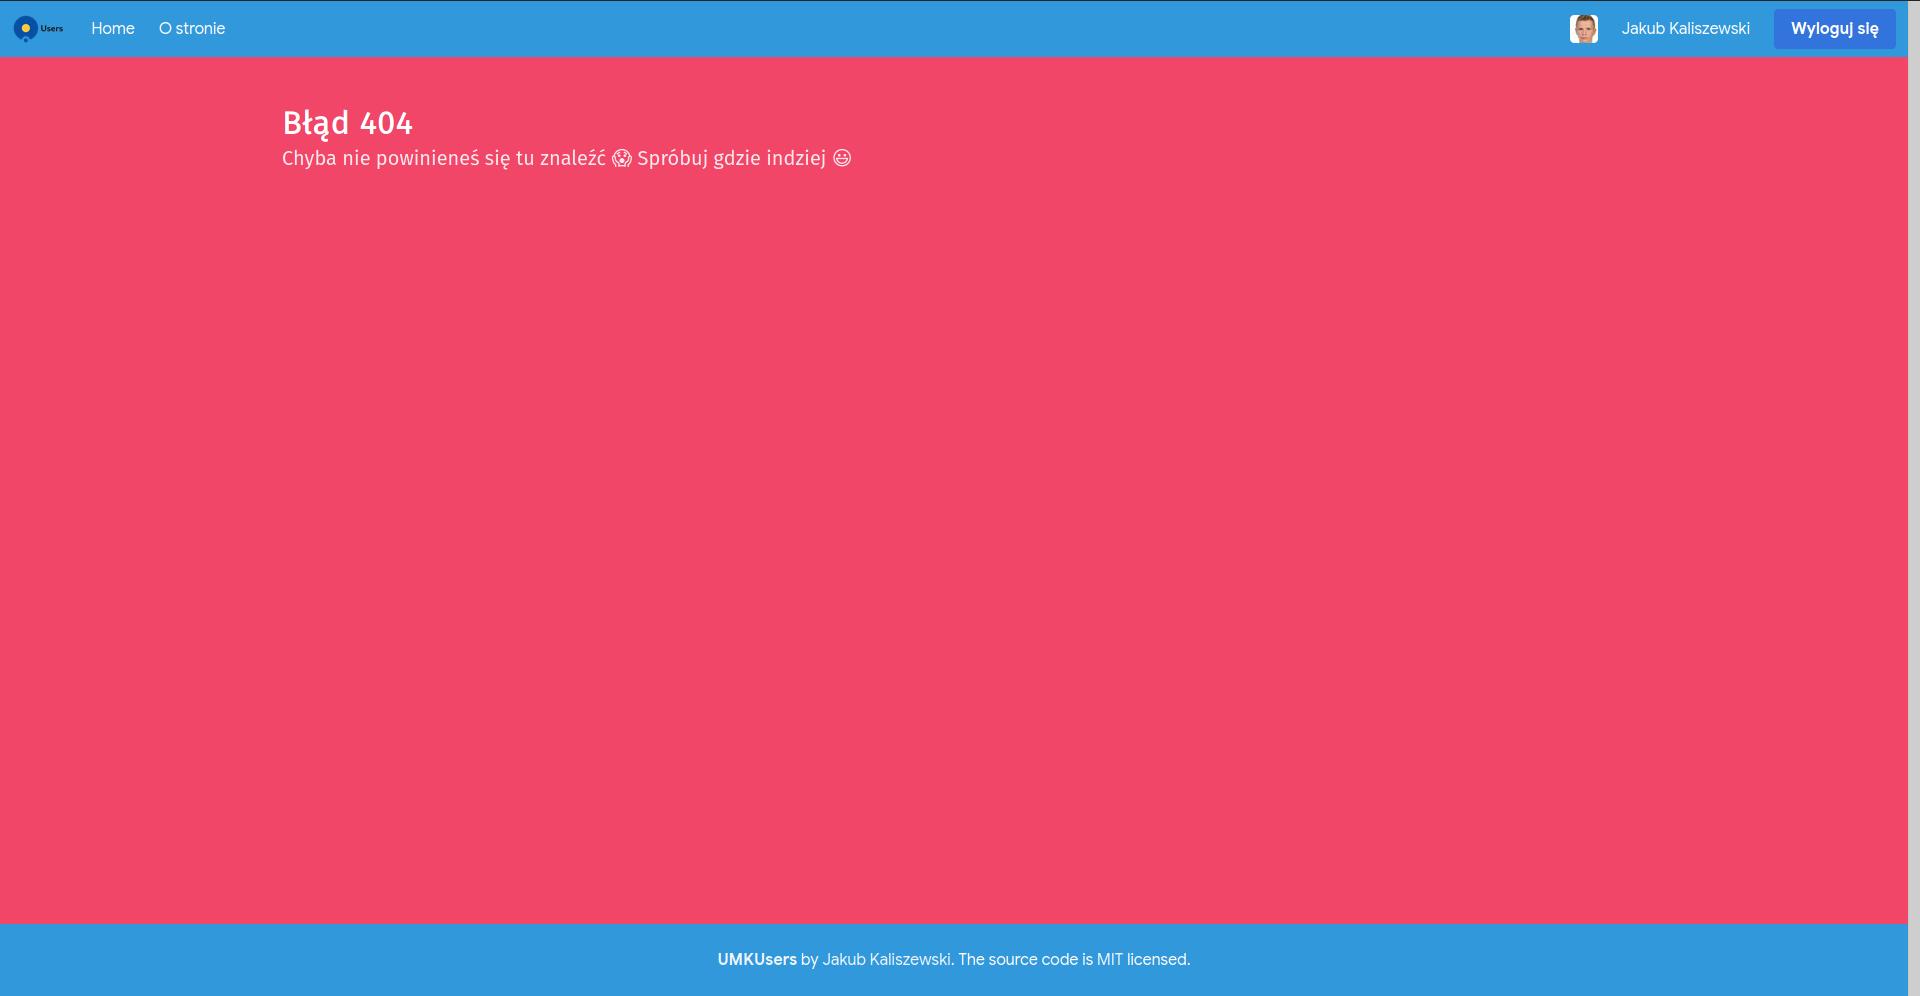 Users
Home
O stronie
Jakub Kaliszewski
Wyloguj się
Błąd 404
Chyba nie powinieneś się tu znaleźć 😱 Spróbuj gdzie indziej 😃
UMKUsers by Jakub Kaliszewski. The source code is MIT licensed.